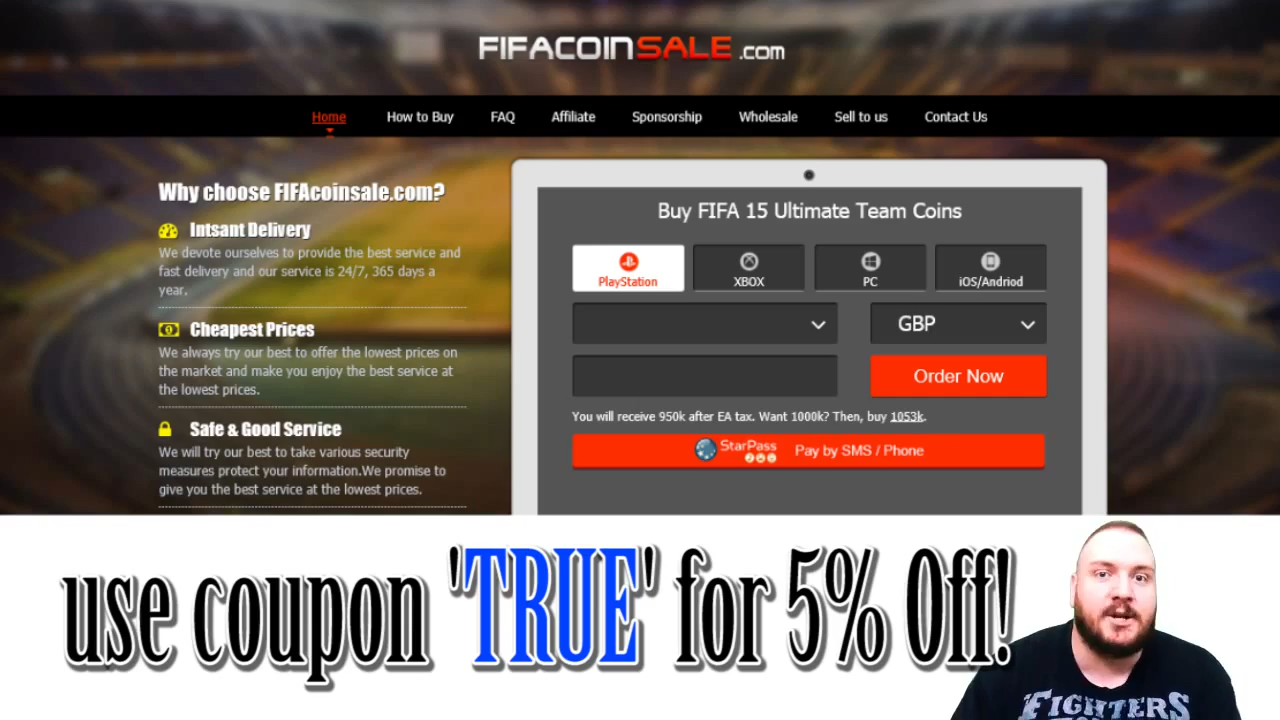 FIFACOINSALE.com
Home How to Buy FAQ Affiliate Sponsorship Wholesale Sell to us Contact Us
Why choose FIFAcoinsale.com?
Intsant Delivery
We devote ourselves to provide the best service and
fast delivery and our service is 24/7, 365 days a
year.
Cheapest Prices
We always try our best to offer the lowest prices on
the market and make you enjoy the best service at
the lowest prices.
Safe & Good Service
We will try our best to take various security
measures protect your information.We promise to
give you the best service at the lowest prices.
Buy FIFA 15 Ultimate Team Coins
PlayStation XBOX PC iOS/Andriod
GBP
Order Now
You will receive 950k after EA tax. Want 1000k? Then, buy 1053k.
StarPass Pay by SMS / Phone
use coupon 'TRUE' for 5% Off!
FIGHTERS